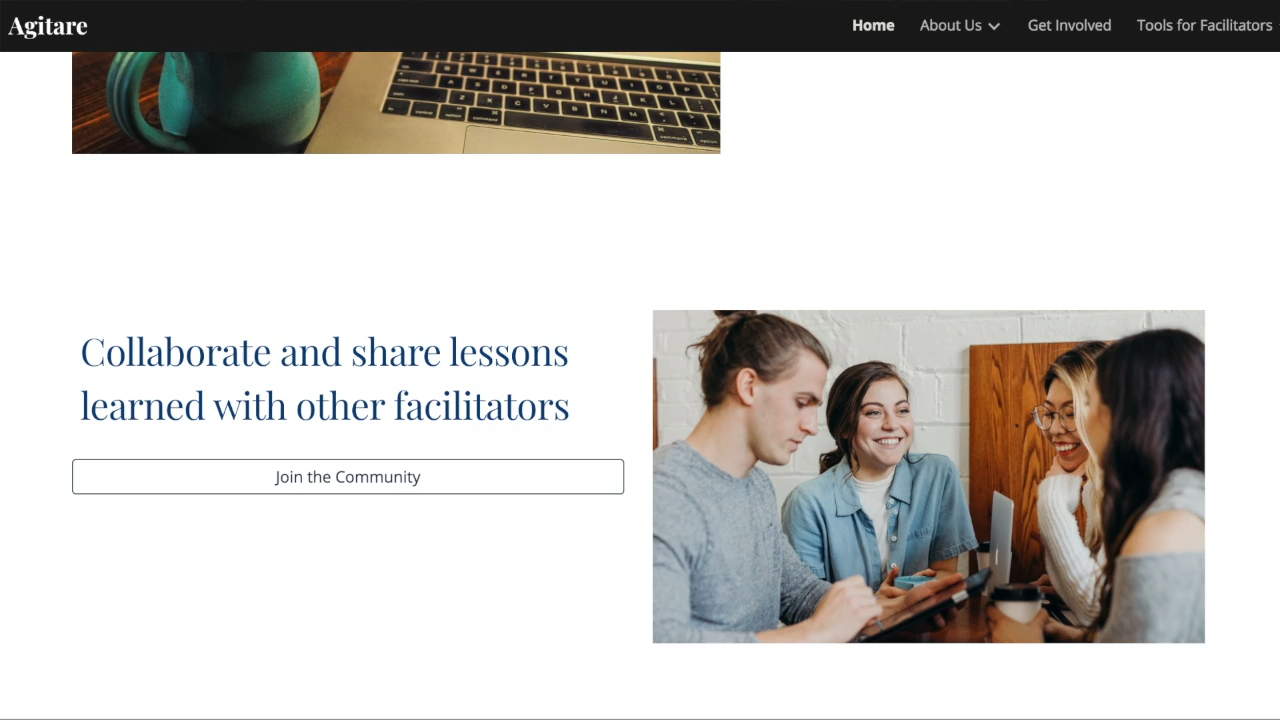 Agitare
Home
About Us
Get Involved
Tools for Facilitators
Collaborate and share lessons
learned with other facilitators
Join the Community